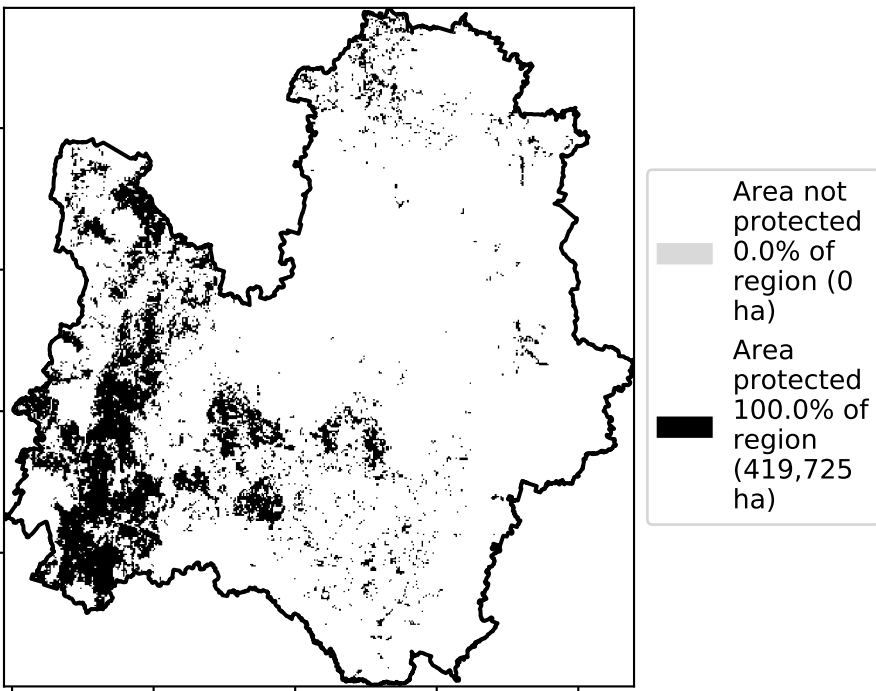 Area not
protected
0.0% of
region (0
ha)
Area
protected
100.0% of
region
(419,725
ha)